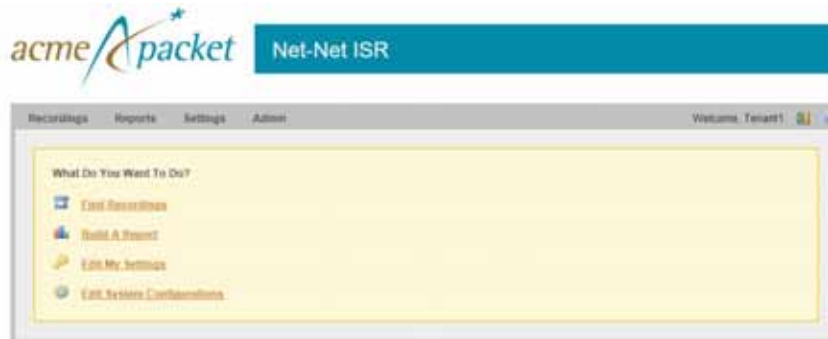 acme packet
Net-Net ISR
Recordings Reports Settings Admin Welcome, Tenant1
What Do You Want To Do?
Find Recordings
Build A Report
Edit My Settings
Edit System Configurations